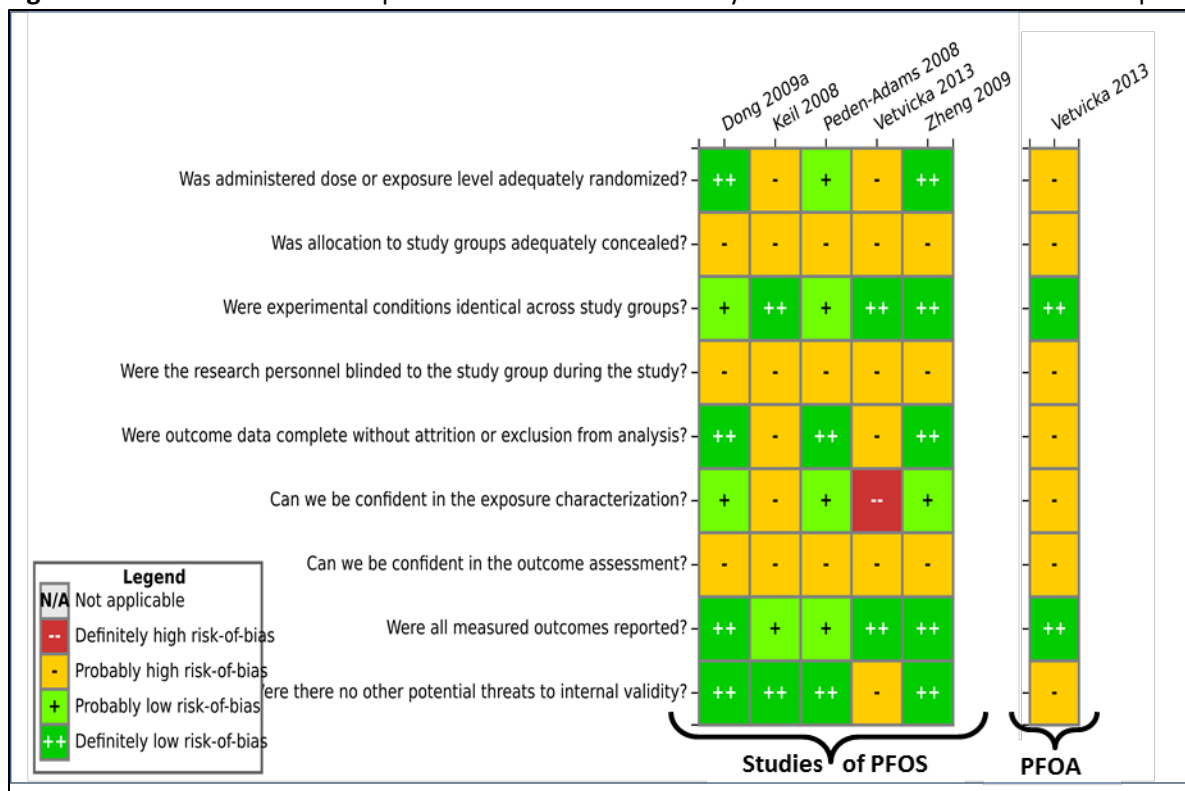 Dong 2009a Keil 2008 Peden-Adams 2008 Vetvicka 2013 Zheng 2009 Vetvicka 2013
Was administered dose or exposure level adequately randomized? ++ - + - ++ -
Was allocation to study groups adequately concealed? - - - - - -
Were experimental conditions identical across study groups? + ++ + ++ ++ ++
Were the research personnel blinded to the study group during the study? - - - - - -
Were outcome data complete without attrition or exclusion from analysis? ++ - ++ - ++ -
Can we be confident in the exposure characterization? + - + -- + -
Can we be confident in the outcome assessment? - - - - - -
Were all measured outcomes reported? ++ + + ++ ++ ++
ere there no other potential threats to internal validity? ++ ++ ++ - ++ -
Studies of PFOS PFOA
Legend
N/A Not applicable
-- Definitely high risk-of-bias
- Probably high risk-of-bias
+ Probably low risk-of-bias
++ Definitely low risk-of-bias